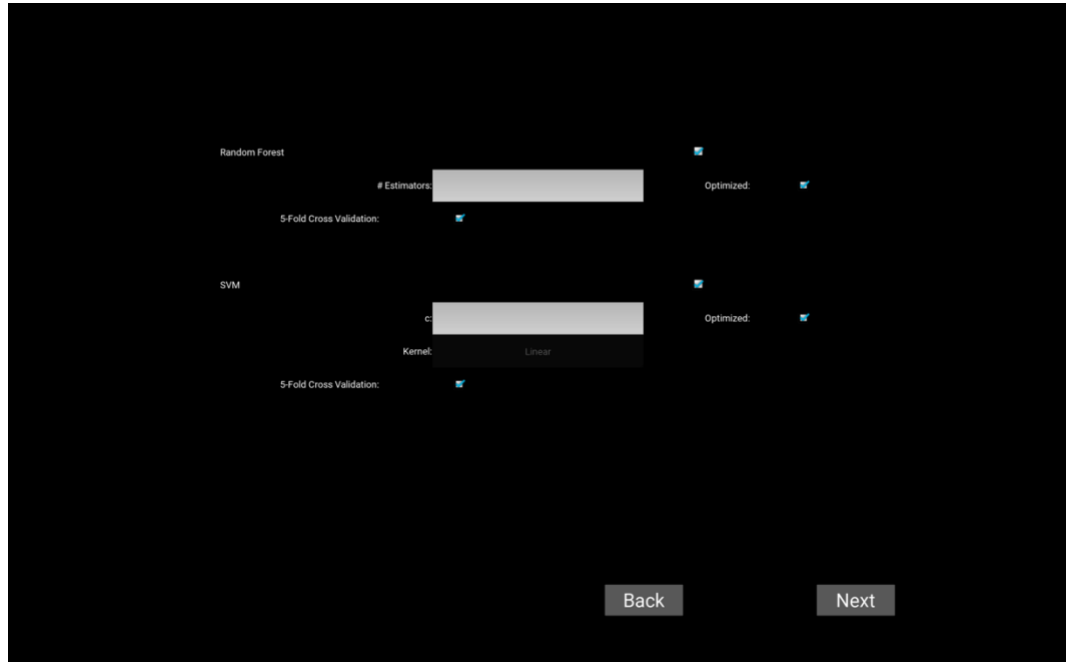 Random Forest
# Estimators: Optimized:
5-Fold Cross Validation:
SVM
c: Optimized:
Kernel: Linear
5-Fold Cross Validation:
Back Next